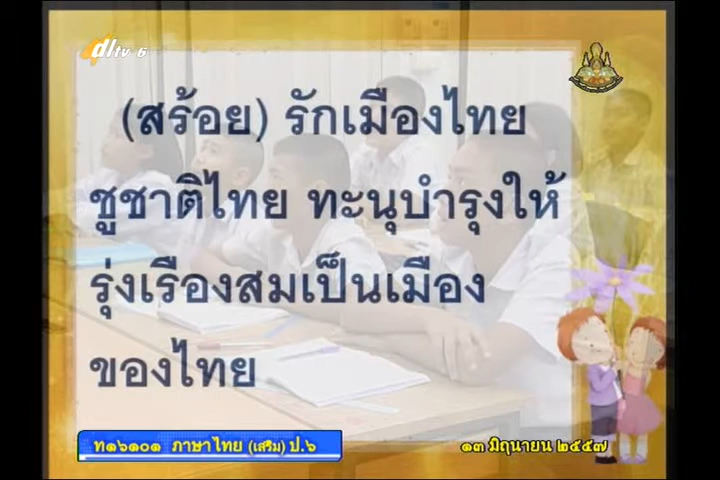 dltv 6
(สร้อย) รักเมืองไทย
ชูชาติไทย ทะนุบำรุงให้
รุ่งเรืองสมเป็นเมือง
ของไทย
ท๑๖๑๐๑ ภาษาไทย (เสริม) ป.๖
๑๓ มิถุนายน ๒๕๕๗